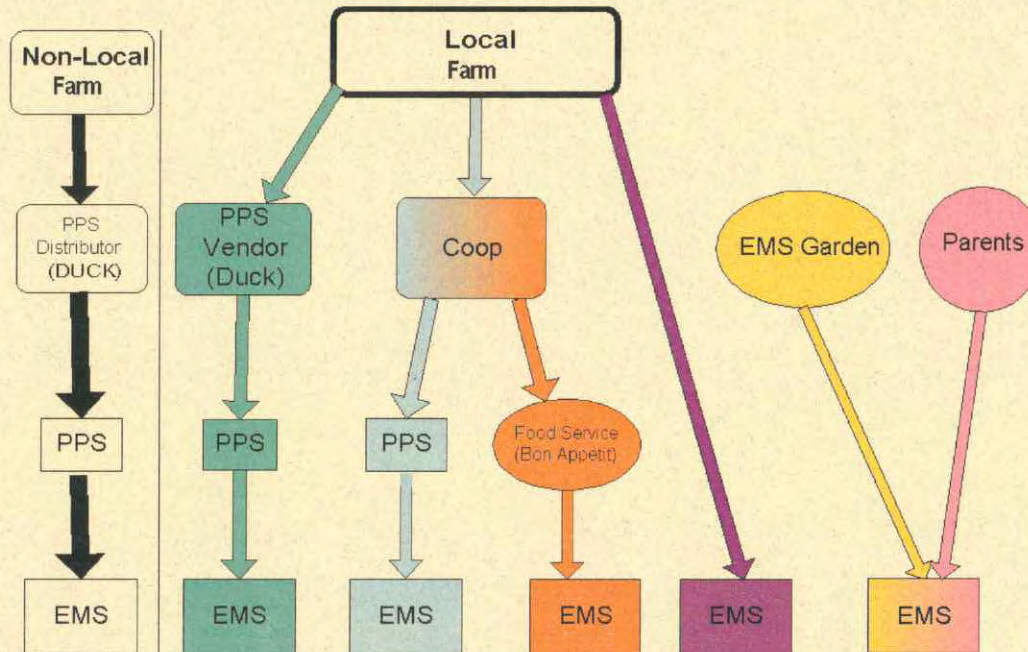 Non-Local
Farm
Local
Farm
PPS
Distributor
(DUCK)
PPS
Vendor
(Duck)
Coop
EMS Garden
Parents
PPS
PPS
PPS
Food Service
(Bon Appetit)
EMS
EMS
EMS
EMS
EMS
EMS